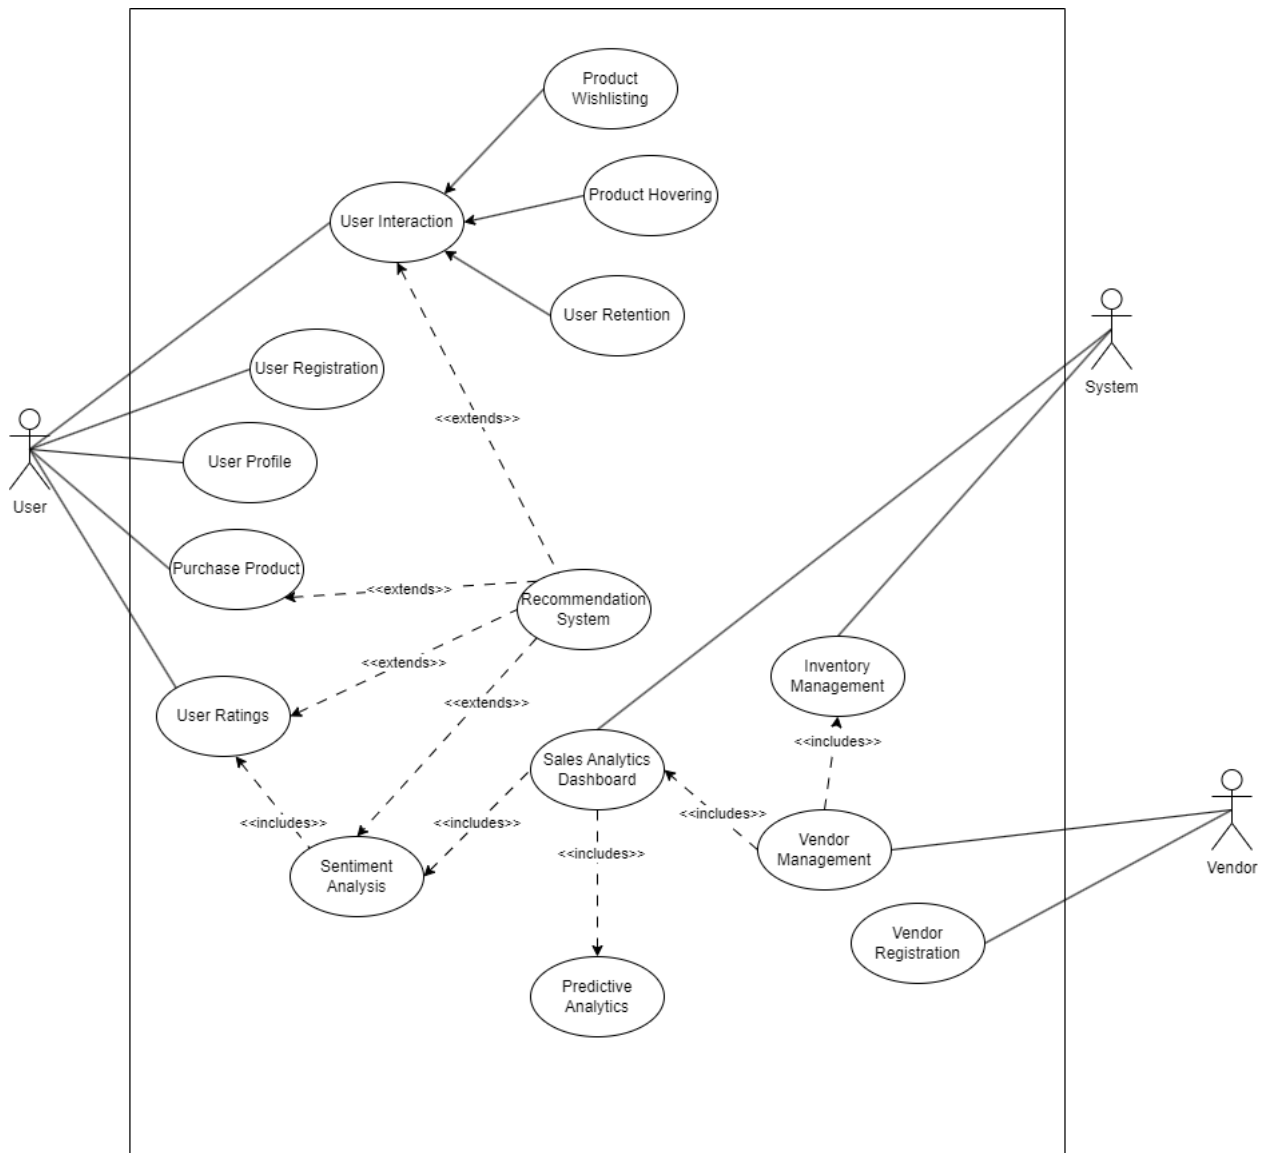 Product
Wishlisting
Product Hovering
User Interaction
User Retention
User Registration
<<extends>>
System
User Profile
User
Purchase Product
<<extends>>
Recommendation
System
<<extends>>
Inventory
Management
<<extends>>
User Ratings
<<includes>>
Sales Analytics
Dashboard
<<includes>>
<<includes>>
<<includes>>
<<includes>>
Vendor
Management
Sentiment
Analysis
Vendor
Vendor
Registration
Predictive
Analytics